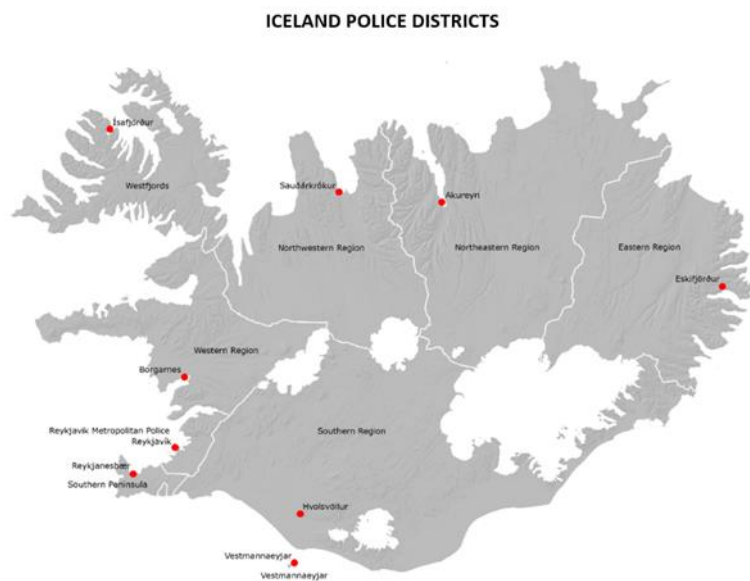 ICELAND POLICE DISTRICTS
Ísafjörður
Westfjords
Sauðárkrókur
Akureyri
Northwestern Region
Northeastern Region
Eastern Region
Eskifjörður
Western Region
Borgarnes
Reykjavík Metropolitan Police
Reykjavík
Southern Region
Reykjanesbær
Southern Peninsula
Hvolsvöllur
Vestmannaeyjar
Vestmannaeyjar